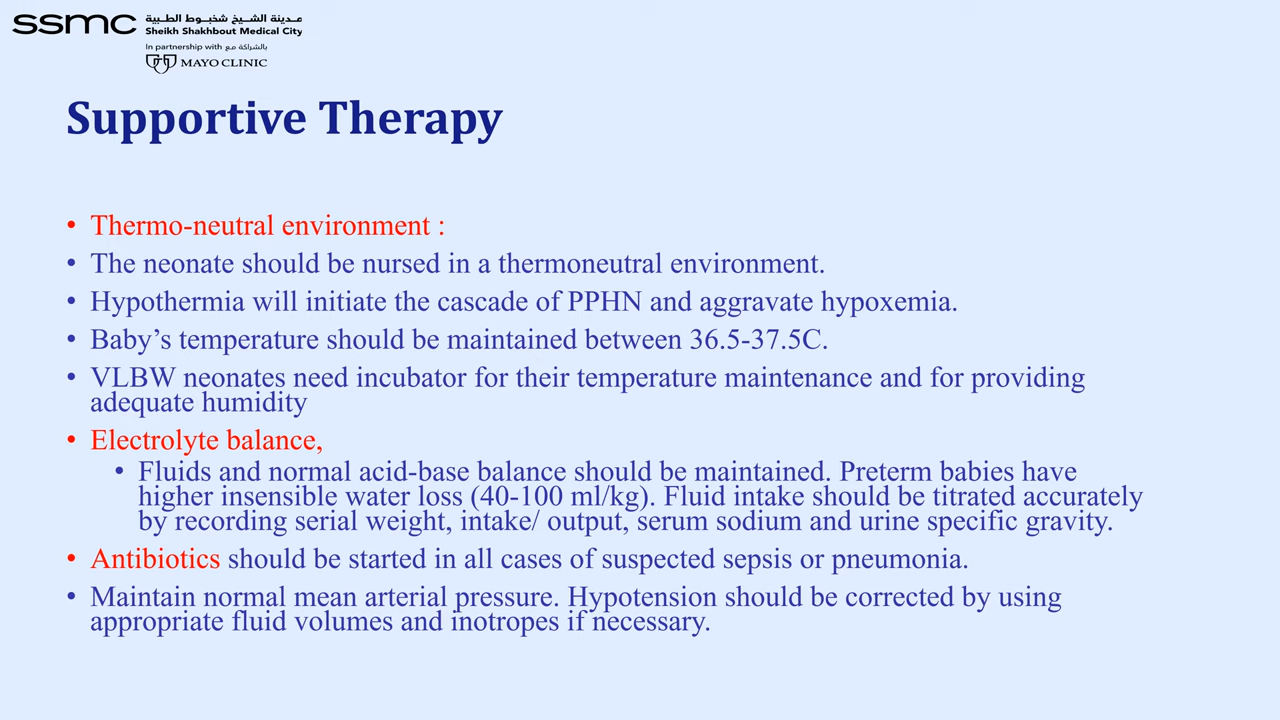 ssmc
مدينة الشيخ شخبوط الطبية
Sheikh Shakhbout Medical City
In partnership with بالشراكة مع
MAYO CLINIC
Supportive Therapy
• Thermo-neutral environment :
• The neonate should be nursed in a thermoneutral environment.
• Hypothermia will initiate the cascade of PPHN and aggravate hypoxemia.
• Baby’s temperature should be maintained between 36.5-37.5C.
• VLBW neonates need incubator for their temperature maintenance and for providing
adequate humidity
• Electrolyte balance,
• Fluids and normal acid-base balance should be maintained. Preterm babies have
higher insensible water loss (40-100 ml/kg). Fluid intake should be titrated accurately
by recording serial weight, intake/ output, serum sodium and urine specific gravity.
• Antibiotics should be started in all cases of suspected sepsis or pneumonia.
• Maintain normal mean arterial pressure. Hypotension should be corrected by using
appropriate fluid volumes and inotropes if necessary.